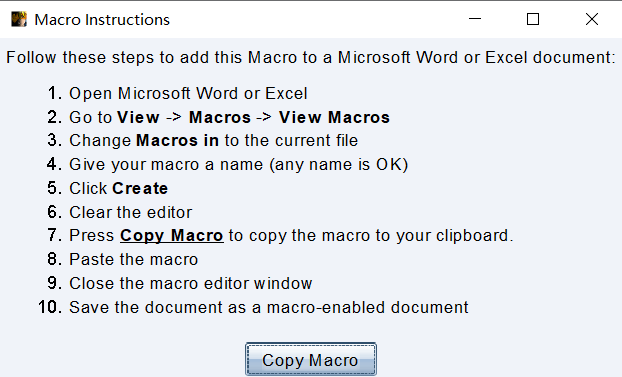 Macro Instructions
Follow these steps to add this Macro to a Microsoft Word or Excel document:
1. Open Microsoft Word or Excel
2. Go to View -> Macros -> View Macros
3. Change Macros in to the current file
4. Give your macro a name (any name is OK)
5. Click Create
6. Clear the editor
7. Press Copy Macro to copy the macro to your clipboard.
8. Paste the macro
9. Close the macro editor window
10. Save the document as a macro-enabled document
Copy Macro